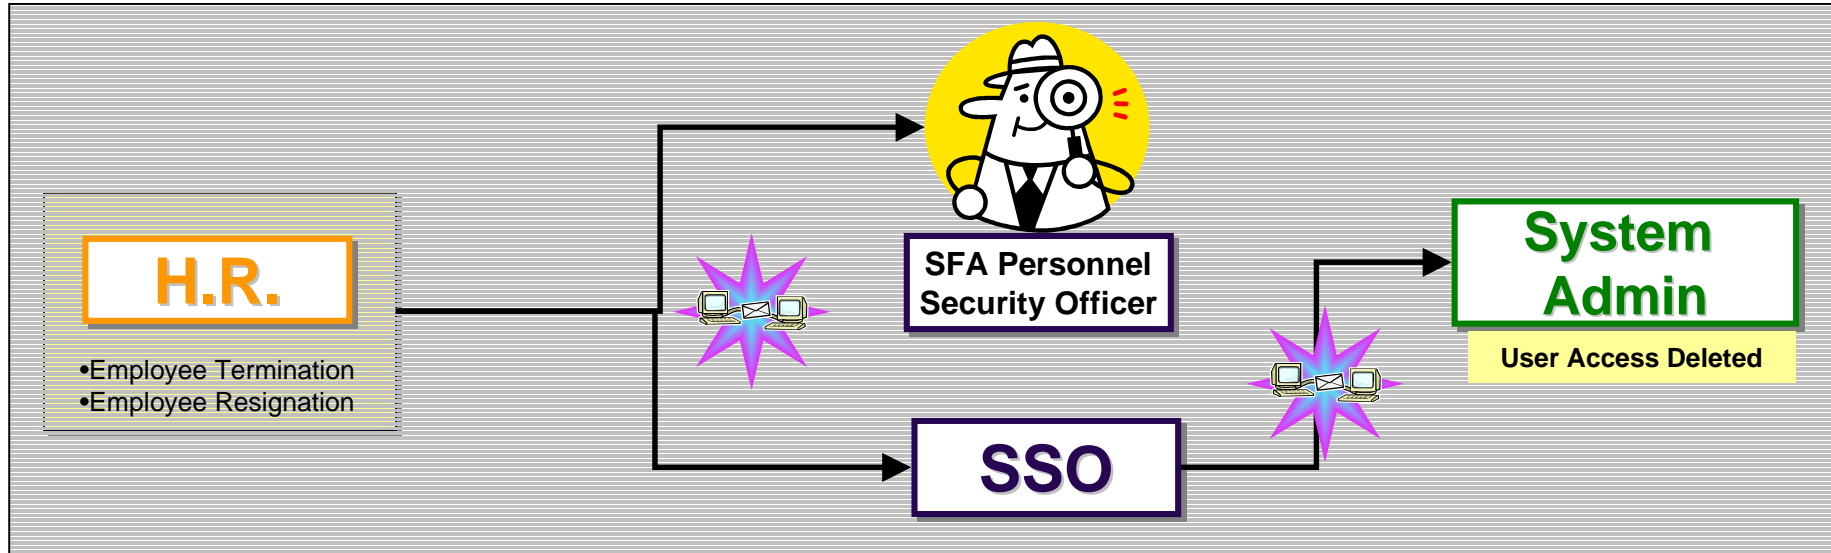 H.R.
•Employee Termination
•Employee Resignation
SFA Personnel
Security Officer
SSO
System
Admin
User Access Deleted